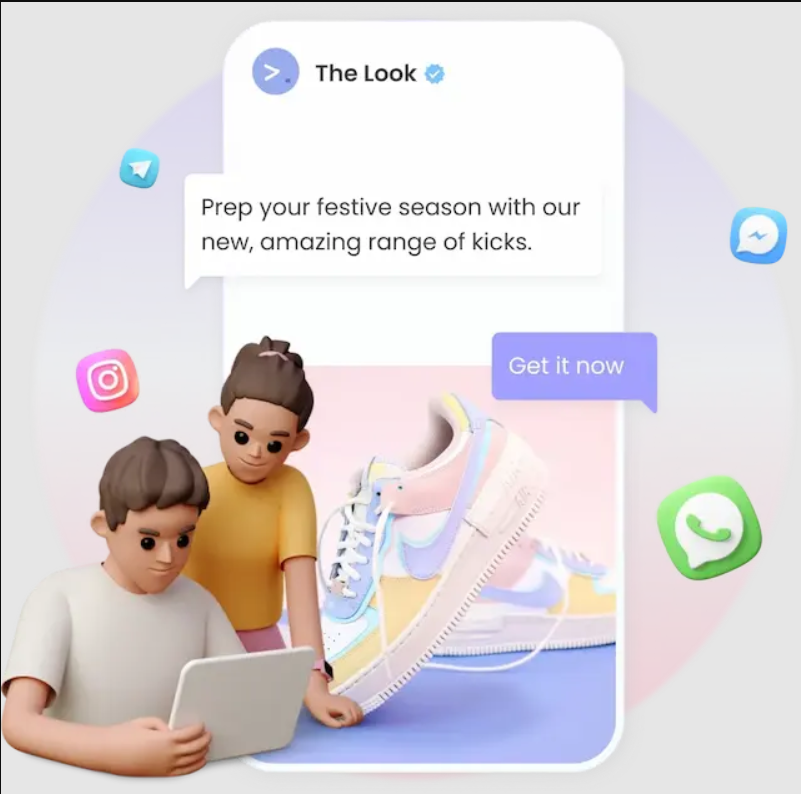 The Look
Prep your festive season with our
new, amazing range of kicks.
Get it now